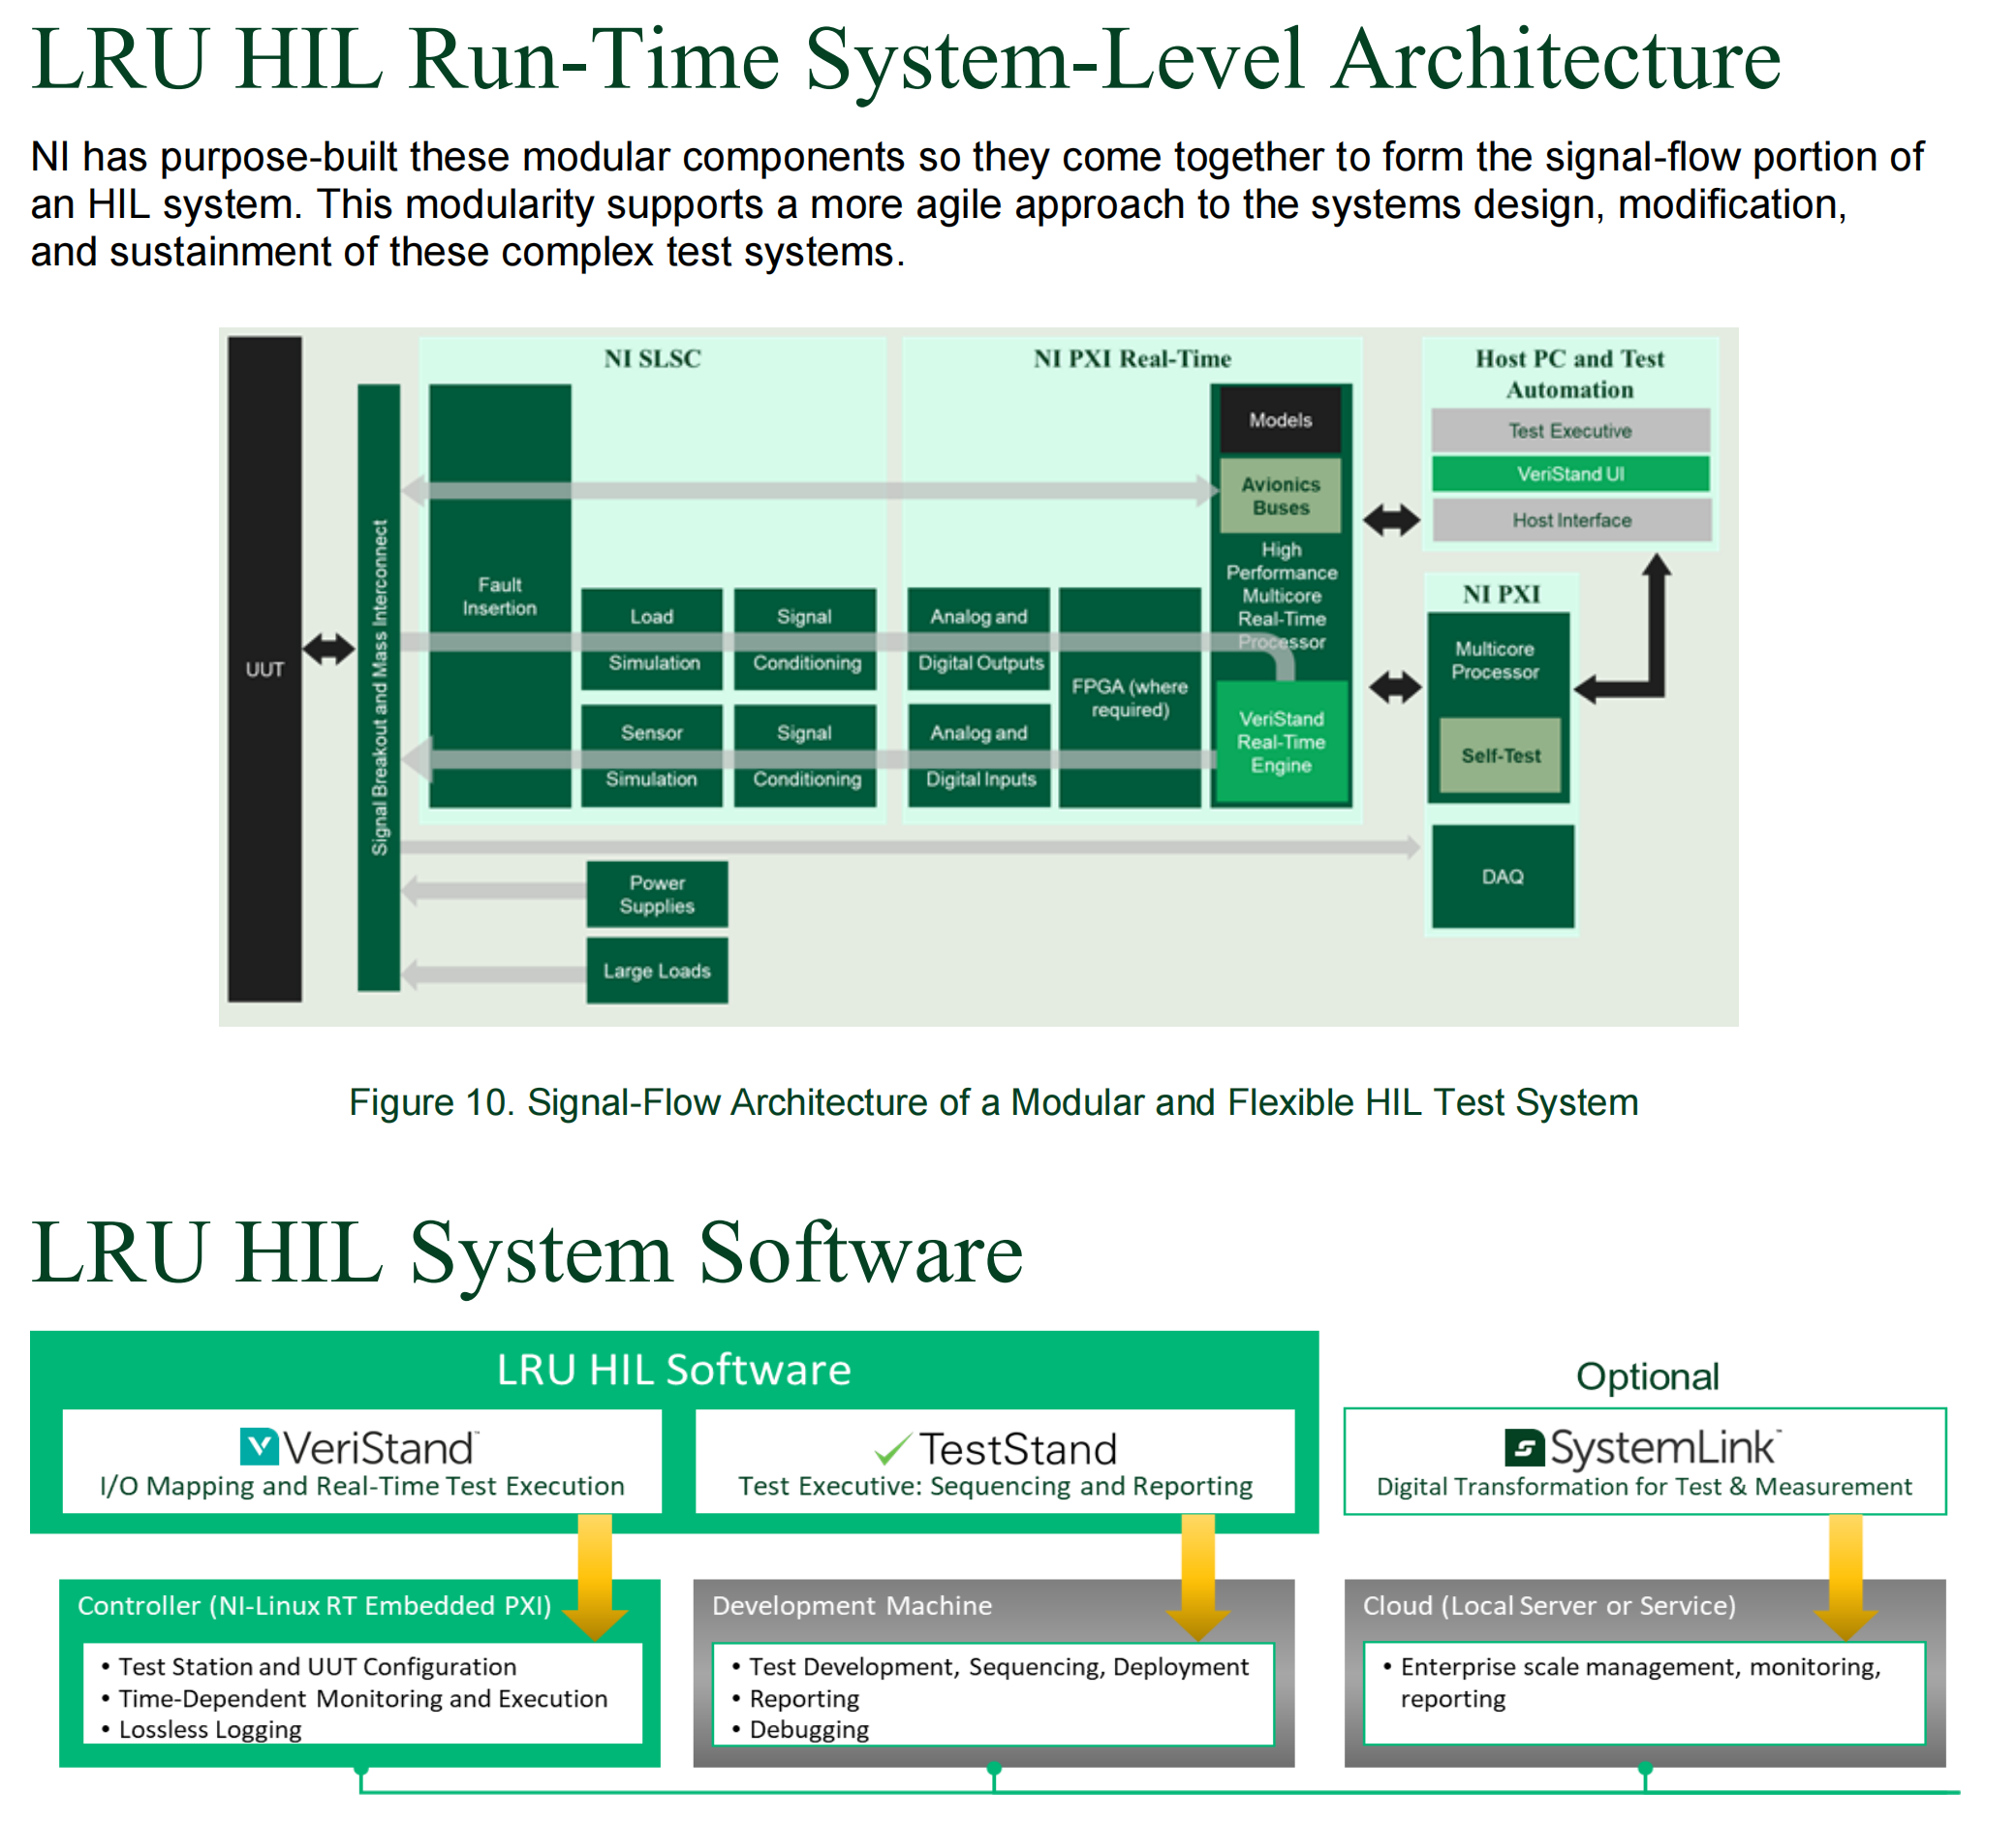 LRU HIL Run-Time System-Level Architecture
NI has purpose-built these modular components so they come together to form the signal-flow portion of
an HIL system. This modularity supports a more agile approach to the systems design, modification,
and sustainment of these complex test systems.
UUT
Signal Breakout and Mass Interconnect
NI SLSC
Fault
Insertion
Load
Simulation
Signal
Conditioning
Sensor
Simulation
Signal
Conditioning
NI PXI Real-Time
Analog and
Digital Outputs
Analog and
Digital Inputs
FPGA (where
required)
Models
Avionics
Buses
High
Performance
Multicore
Real-Time
Processor
VeriStand
Real-Time
Engine
Host PC and Test
Automation
Test Executive
VeriStand UI
Host Interface
NI PXI
Multicore
Processor
Self-Test
DAQ
Power
Supplies
Large Loads
Figure 10. Signal-Flow Architecture of a Modular and Flexible HIL Test System
LRU HIL System Software
LRU HIL Software
VeriStand™
I/O Mapping and Real-Time Test Execution
TestStand
Test Executive: Sequencing and Reporting
Optional
SystemLink™
Digital Transformation for Test & Measurement
Controller (NI-Linux RT Embedded PXI)
• Test Station and UUT Configuration
• Time-Dependent Monitoring and Execution
• Lossless Logging
Development Machine
• Test Development, Sequencing, Deployment
• Reporting
• Debugging
Cloud (Local Server or Service)
• Enterprise scale management, monitoring,
reporting